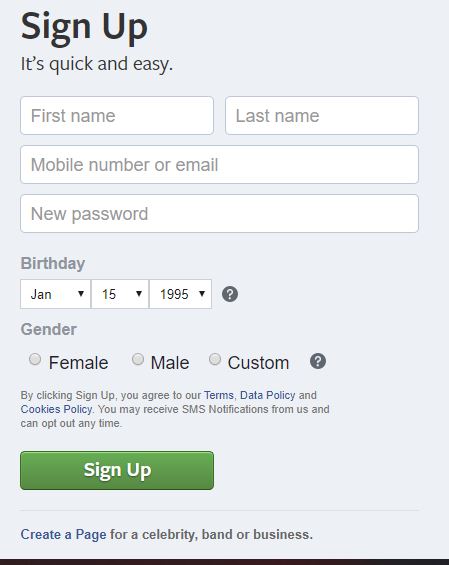 Sign Up
It's quick and easy.
First name Last name
Mobile number or email
New password
Birthday
Jan 15 1995 ?
Gender
Female Male Custom ?
By clicking Sign Up, you agree to our Terms, Data Policy and
Cookies Policy. You may receive SMS Notifications from us and
can opt out any time.
Sign Up
Create a Page for a celebrity, band or business.